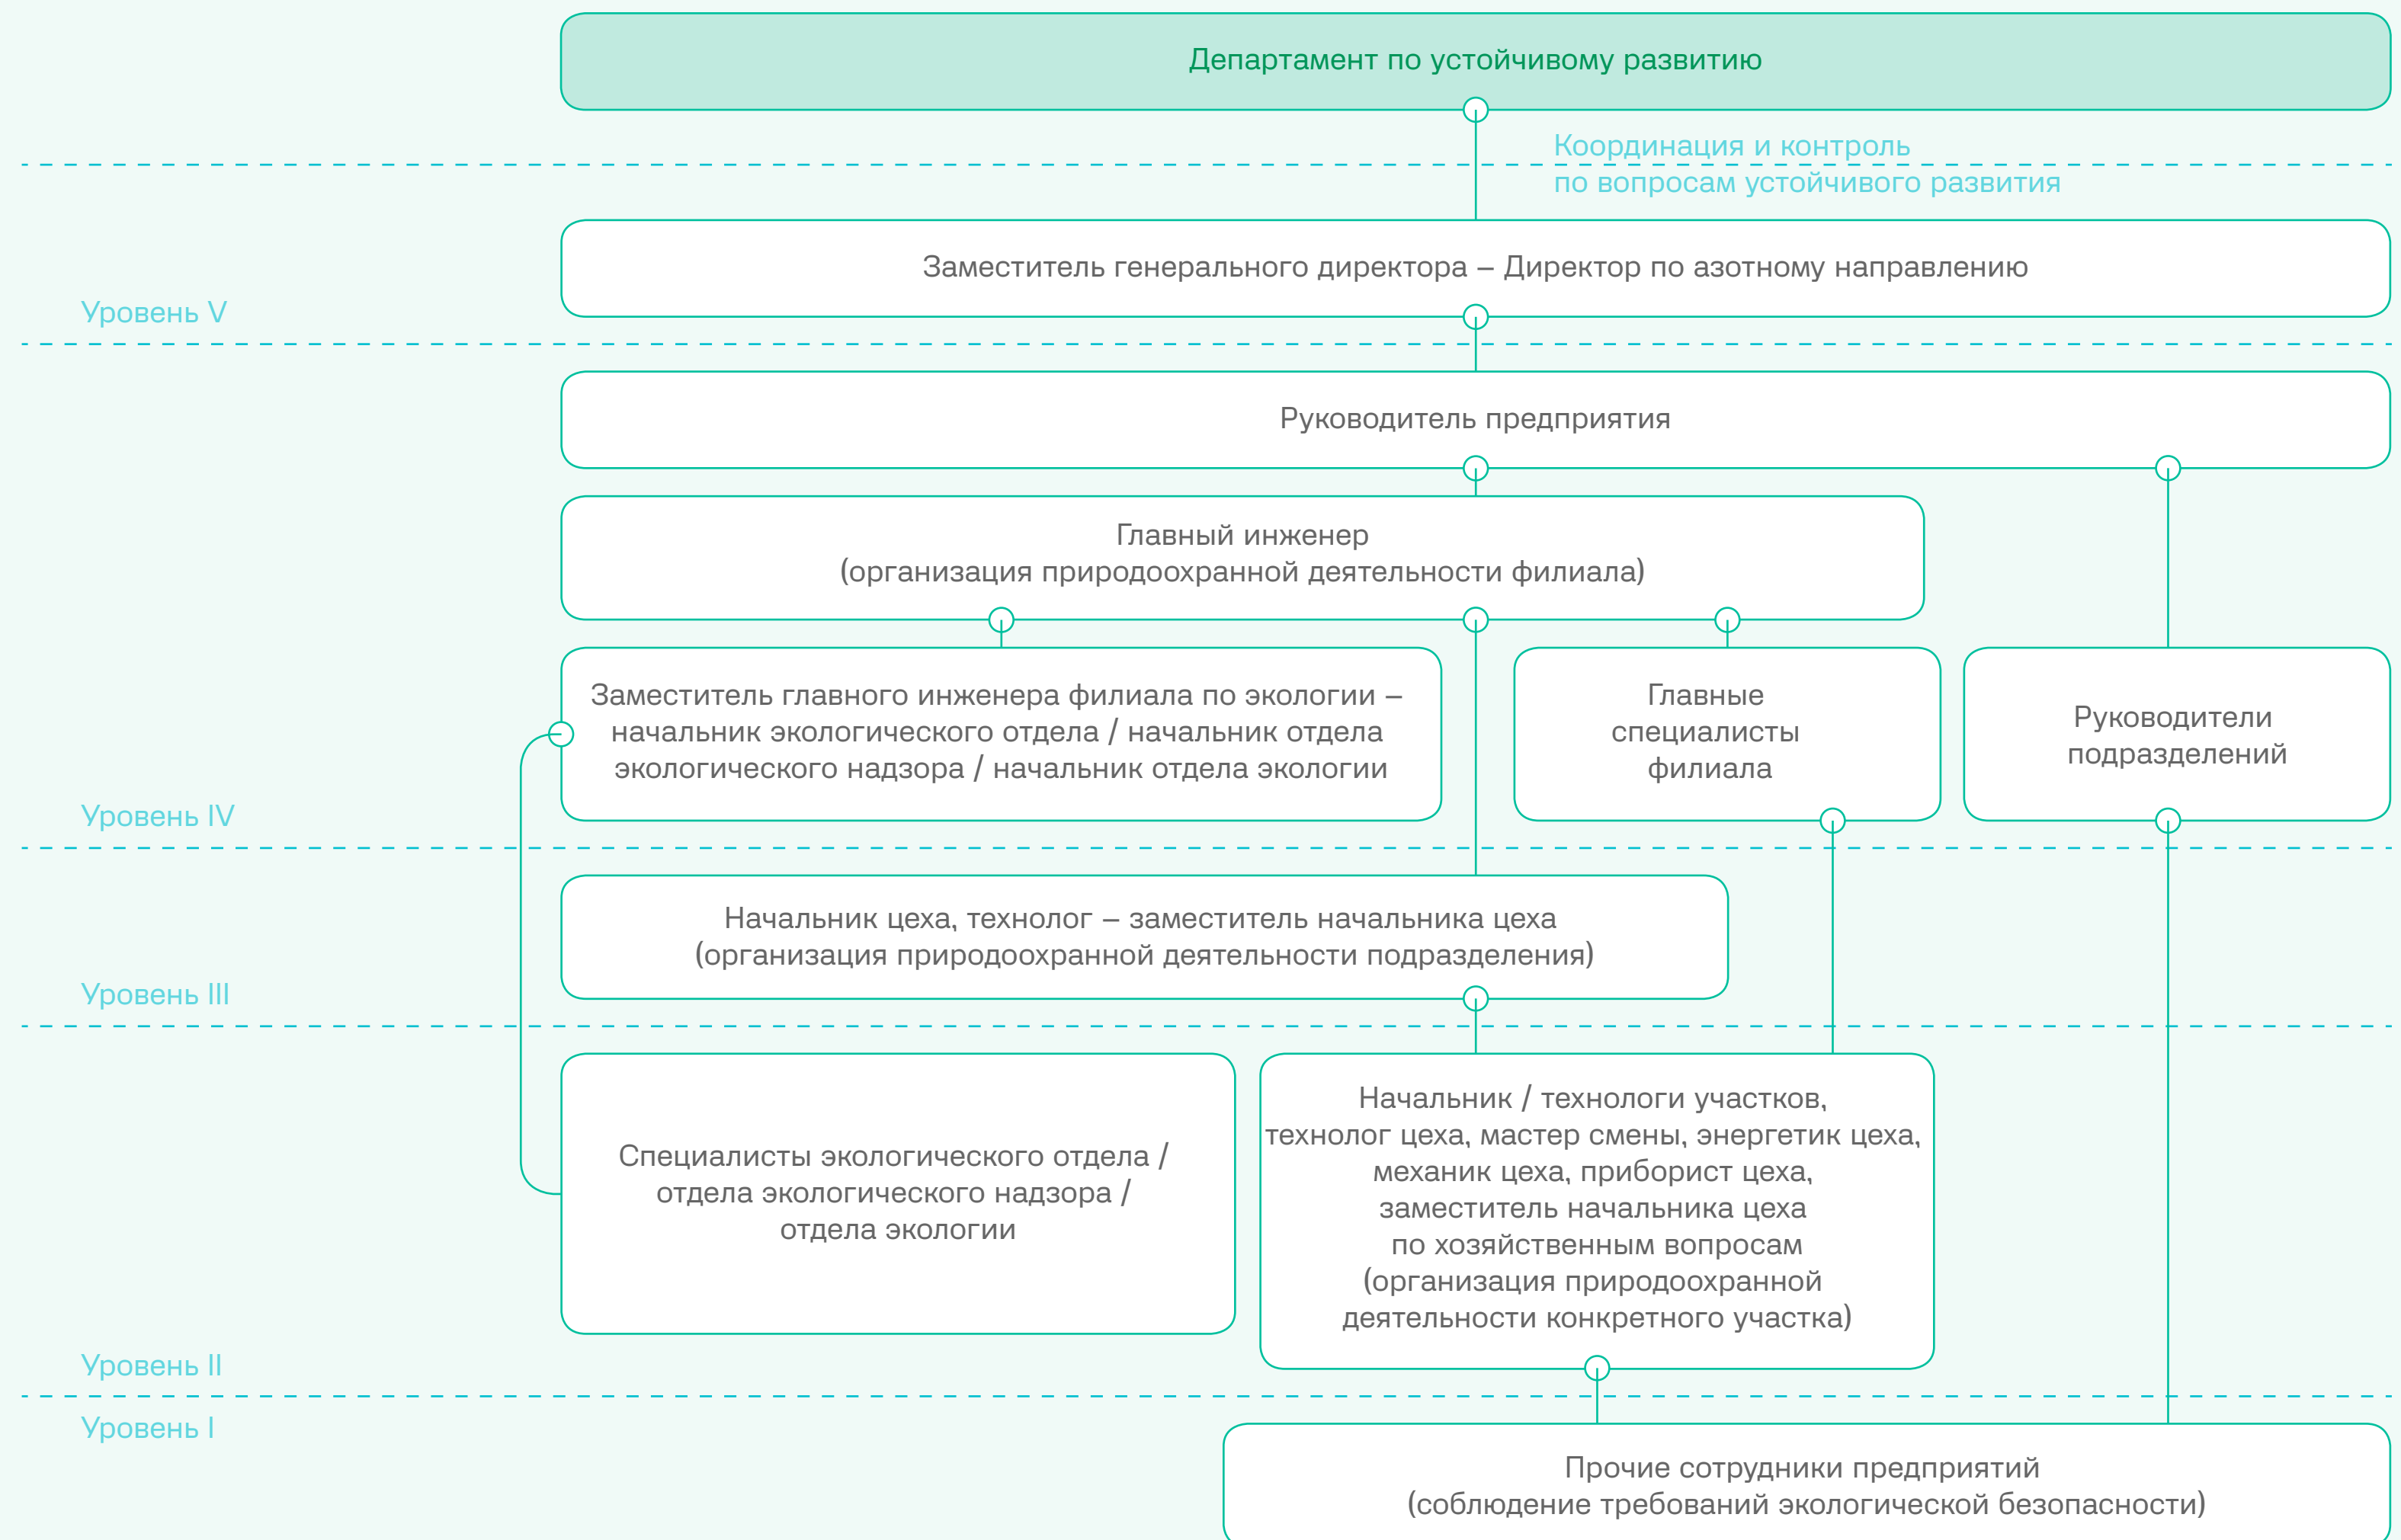 Департамент по устойчивому развитию
Координация и контроль
по вопросам устойчивого развития
Заместитель генерального директора – Директор по азотному направлению
Уровень V
Руководитель предприятия
Главный инженер
(организация природоохранной деятельности филиала)
Заместитель главного инженера филиала по экологии –
начальник экологического отдела / начальник отдела
экологического надзора / начальник отдела экологии
Главные
специалисты
филиала
Руководители
подразделений
Уровень IV
Начальник цеха, технолог – заместитель начальника цеха
(организация природоохранной деятельности подразделения)
Уровень III
Специалисты экологического отдела /
отдела экологического надзора /
отдела экологии
Начальник / технологи участков,
технолог цеха, мастер смены, энергетик цеха,
механик цеха, приборист цеха,
заместитель начальника цеха
по хозяйственным вопросам
(организация природоохранной
деятельности конкретного участка)
Уровень II
Уровень I
Прочие сотрудники предприятий
(соблюдение требований экологической безопасности)